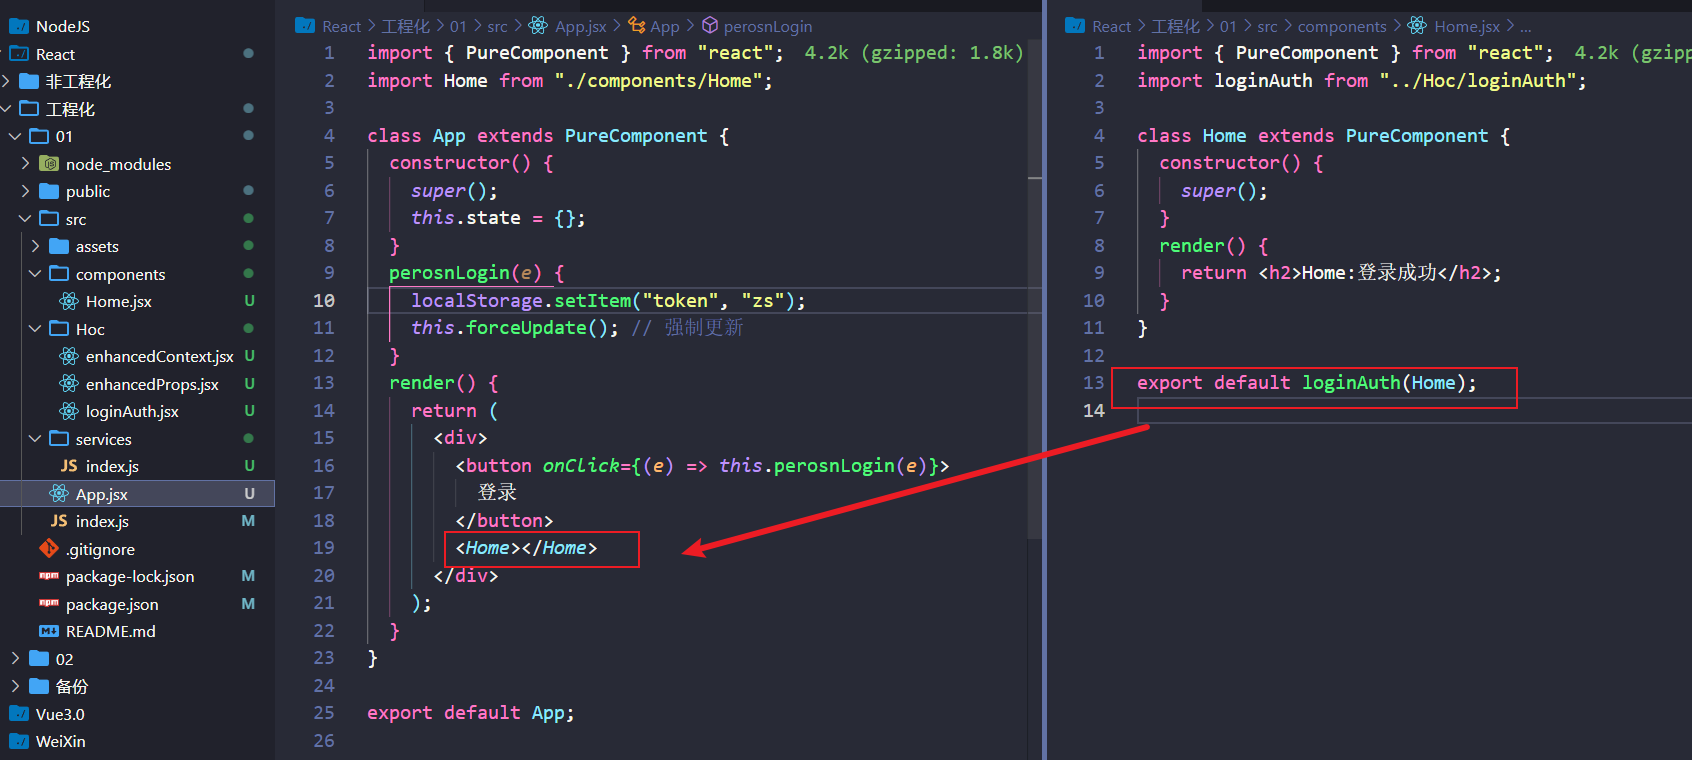 NodeJS
React
非工程化
工程化
01
node_modules
public
src
assets
components
Home.jsx U
Hoc
enhancedContext.jsx U
enhancedProps.jsx U
loginAuth.jsx U
services
JS index.js U
App.jsx U
JS index.js M
.gitignore
package-lock.json M
package.json M
README.md
02
备份
Vue3.0
WeiXin
React > 工程化 > 01 > src > App.jsx > App > perosnLogin
1 import { PureComponent } from "react"; 4.2k (gzipped: 1.8k)
2 import Home from "./components/Home";
3
4 class App extends PureComponent {
5 constructor() {
6 super();
7 this.state = {};
8 }
9 perosnLogin(e) {
10 localStorage.setItem("token", "zs");
11 this.forceUpdate(); // 强制更新
12 }
13 render() {
14 return (
15 <div>
16 <button onClick={(e) => this.perosnLogin(e)}>
17 登录
18 </button>
19 <Home></Home>
20 </div>
21 );
22 }
23 }
24
25 export default App;
26
React > 工程化 > 01 > src > components > Home.jsx > ...
1 import { PureComponent } from "react"; 4.2k (gzipp
2 import loginAuth from "../Hoc/loginAuth";
3
4 class Home extends PureComponent {
5 constructor() {
6 super();
7 }
8 render() {
9 return <h2>Home:登录成功</h2>;
10 }
11 }
12
13 export default loginAuth(Home);
14